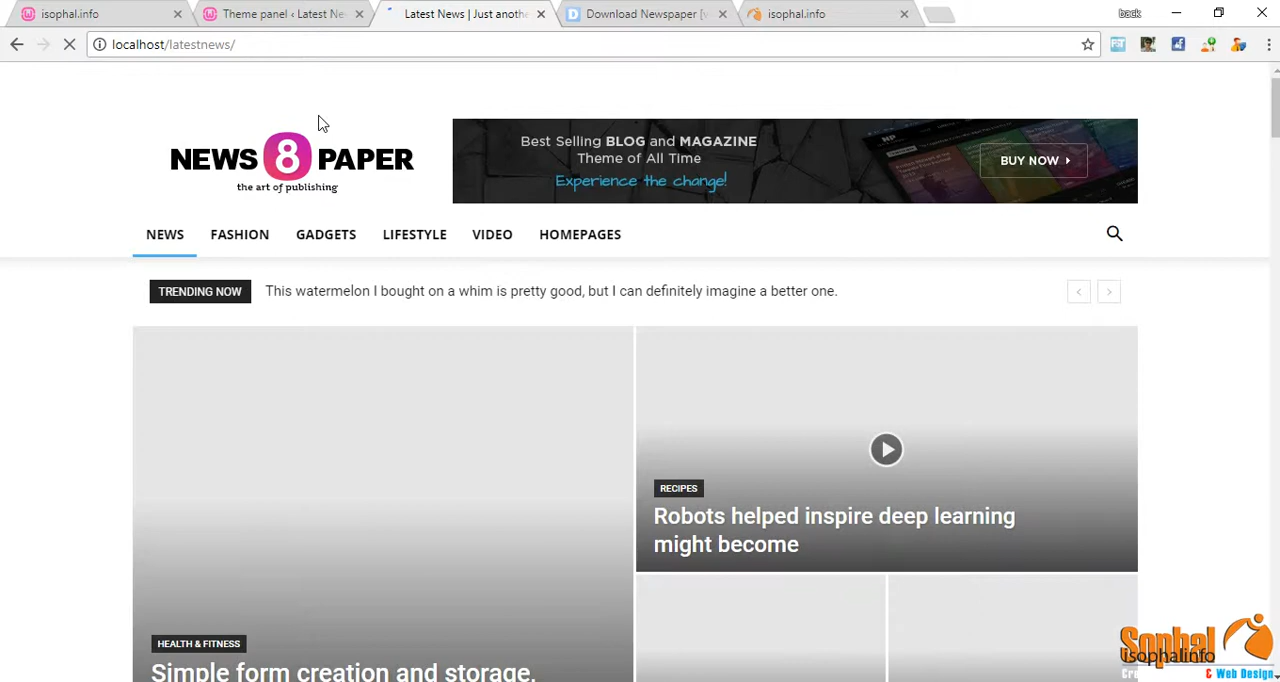 isophal.info
Theme panel ‹ Latest Ne
Latest News | Just anoth
Download Newspaper [v
isophal.info
back
localhost/latestnews/
NEWS 8 PAPER
the art of publishing
Best Selling BLOG and MAGAZINE
Theme of All Time
Experience the change!
BUY NOW
NEWS
FASHION
GADGETS
LIFESTYLE
VIDEO
HOMEPAGES
TRENDING NOW
This watermelon I bought on a whim is pretty good, but I can definitely imagine a better one.
RECIPES
Robots helped inspire deep learning
might become
HEALTH & FITNESS
Simple form creation and storage,
Sophal
isophalinfo
& Web Design